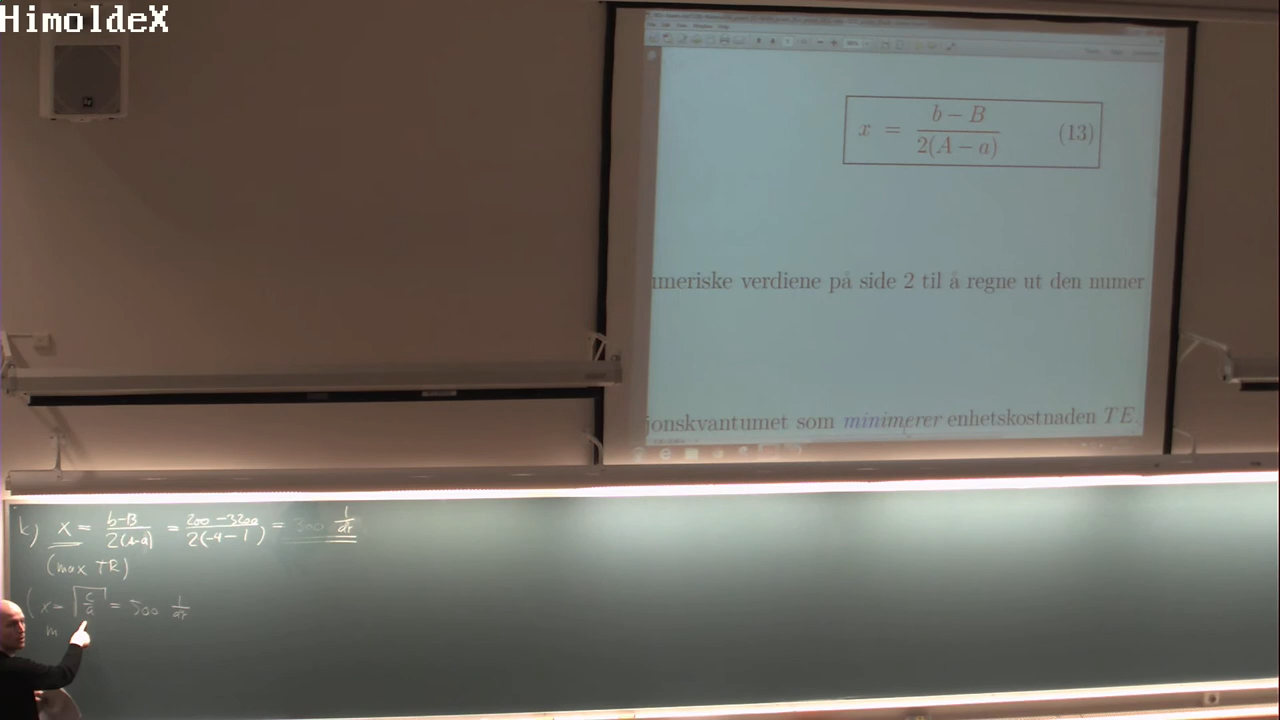 HimoldeX
x = b − B / 2(A − a) (13)
umeriske verdiene på side 2 til å regne ut den numer
jonskvantumet som minimerer enhetskostnaden TE.
k) x = b-B / 2(A-a) = 200-3200 / 2(-4-1) = 300 1/år
(max TR)
( x = √c/a = 500 1/år
m